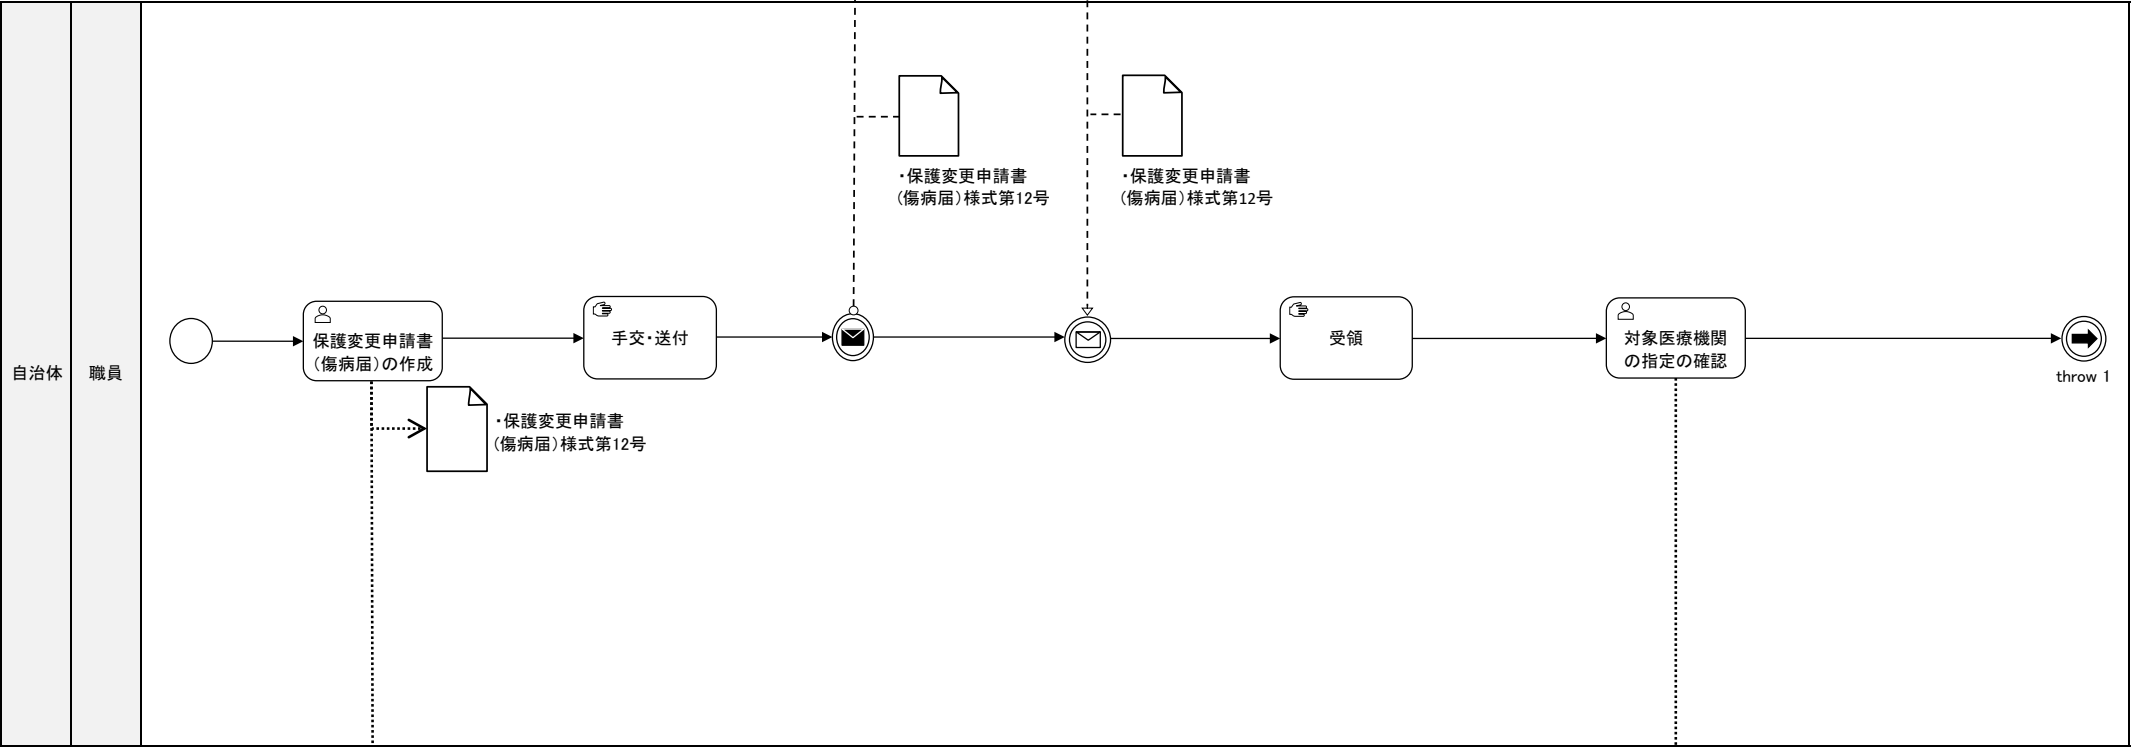 自治体
職員
・保護変更申請書
(傷病届)様式第12号
・保護変更申請書
(傷病届)様式第12号
保護変更申請書
(傷病届)の作成
手交・送付
受領
対象医療機関
の指定の確認
throw 1
・保護変更申請書
(傷病届)様式第12号